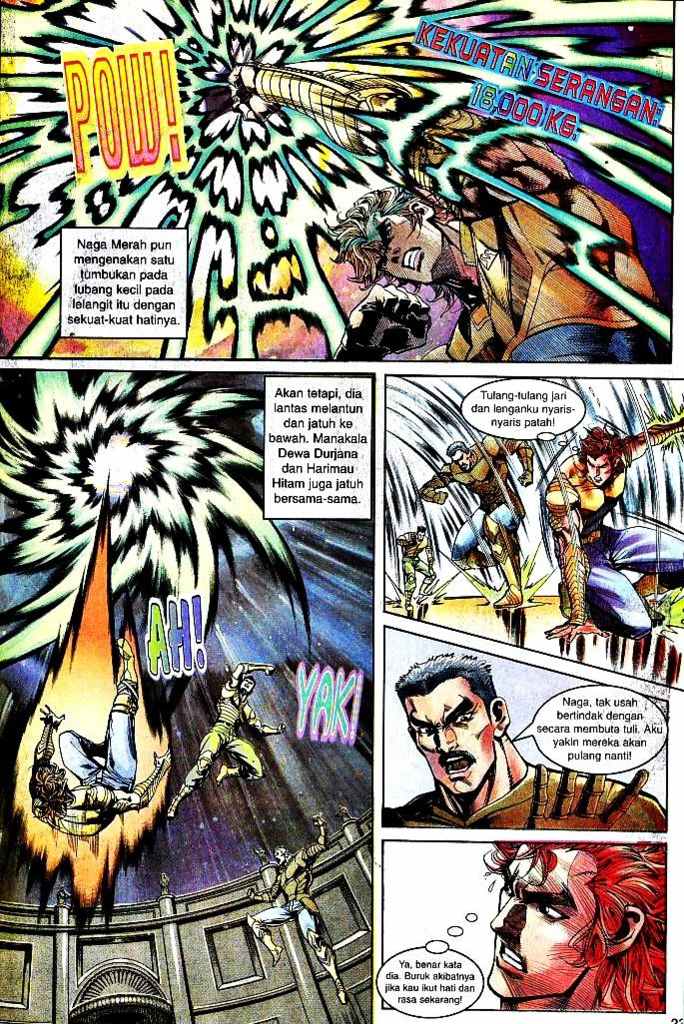 POW!
KEKUATAN SERANGAN:
18,000 KG.
Naga Merah pun
mengenakan satu
tumbukan pada
lubang kecil pada
lelangit itu dengan
sekuat-kuat hatinya.
Akan tetapi, dia
lantas melantun
dan jatuh ke
bawah. Manakala
Dewa Durjana
dan Harimau
Hitam juga jatuh
bersama-sama.
AH!
YAK!
Tulang-tulang jari
dan lenganku nyaris-
nyaris patah!
Naga, tak usah
bertindak dengan
secara membuta tuli. Aku
yakin mereka akan
pulang nanti!
Ya, benar kata
dia. Buruk akibatnya
jika kau ikut hati dan
rasa sekarang!